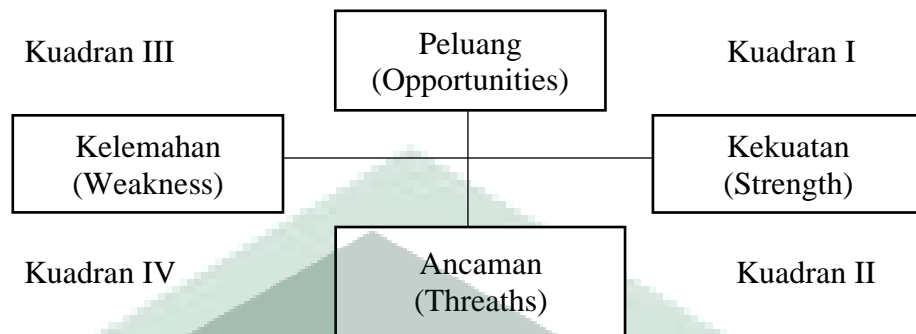 Kuadran III
Peluang
(Opportunities)
Kuadran I
Kelemahan
(Weakness)
Kekuatan
(Strength)
Kuadran IV
Ancaman
(Threaths)
Kuadran II